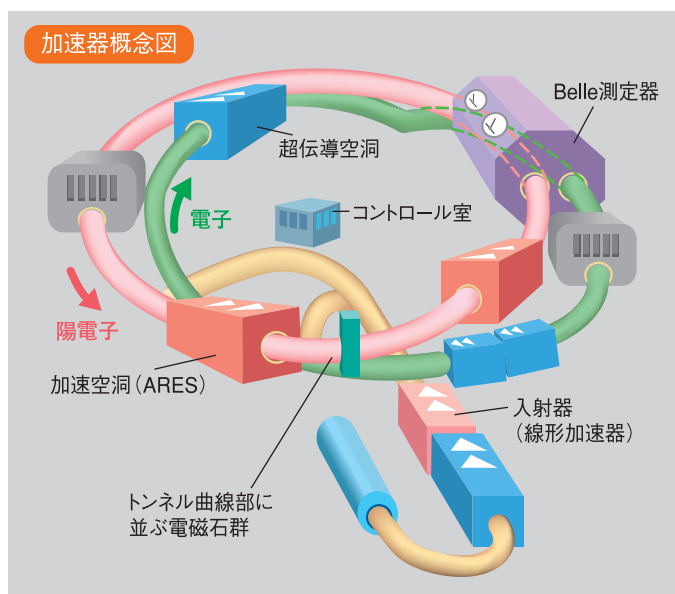 加速器概念図
Belle測定器
超伝導空洞
コントロール室
電子
陽電子
加速空洞（ARES）
入射器
（線形加速器）
トンネル曲線部に
並ぶ電磁石群